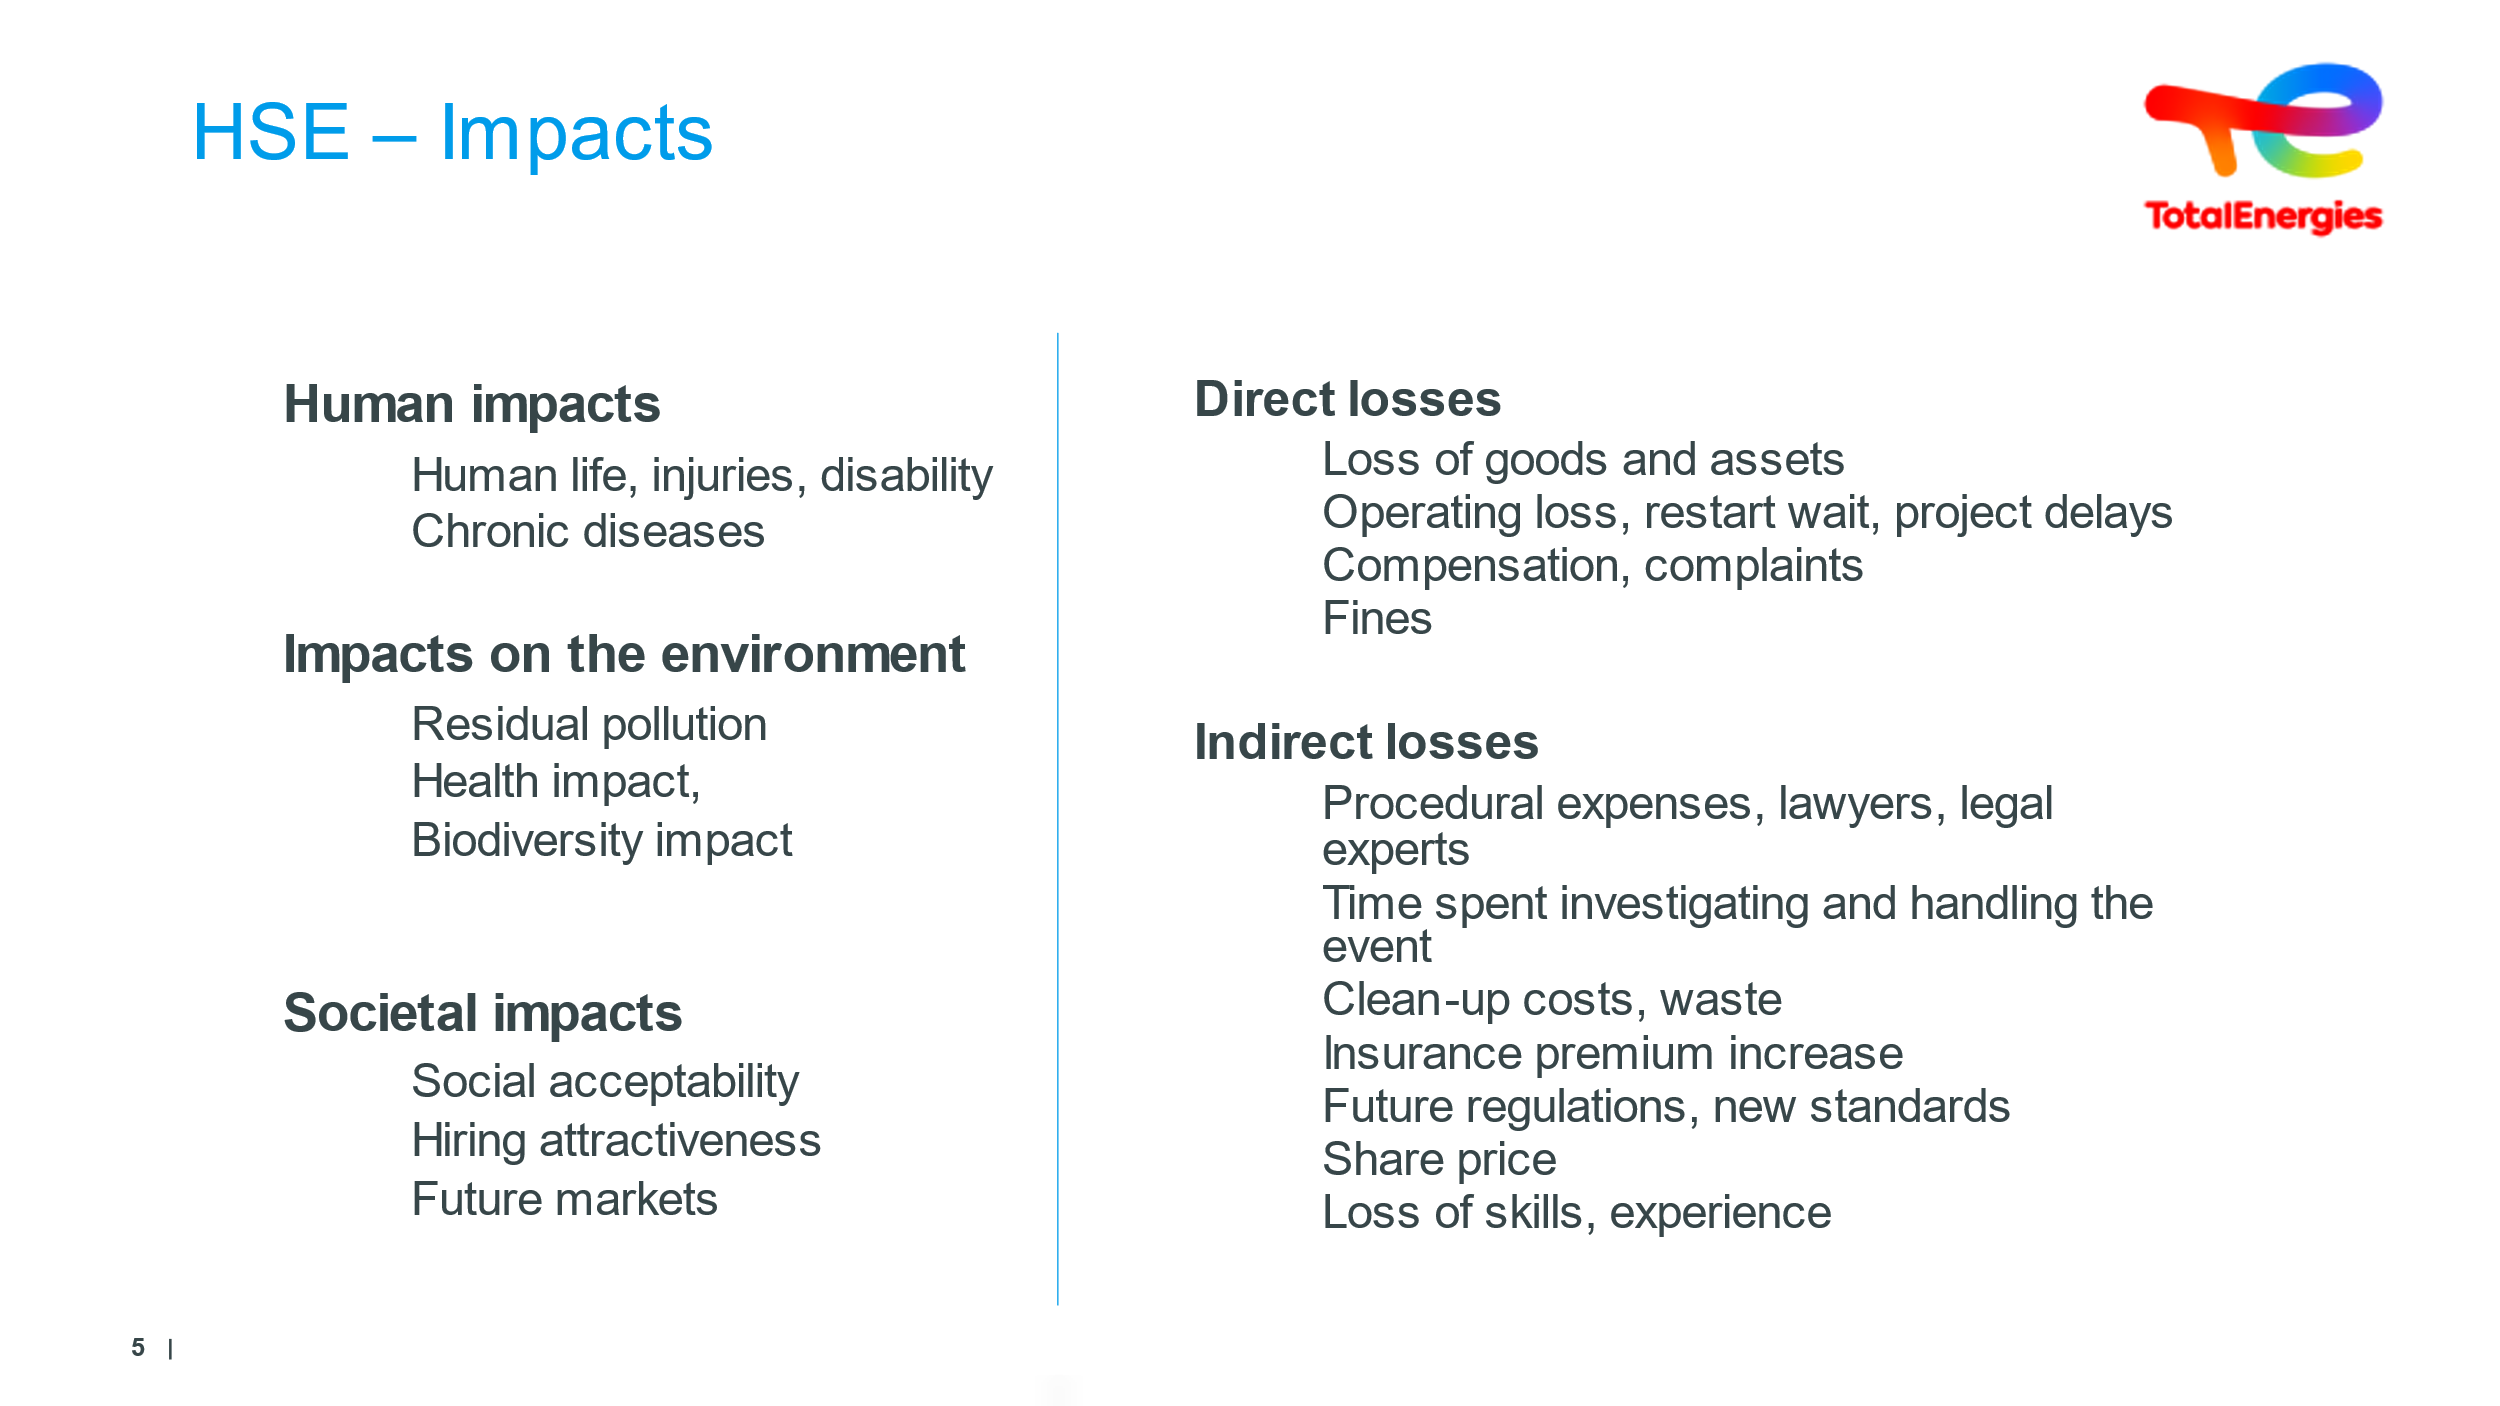 HSE – Impacts
TotalEnergies
Human impacts
Human life, injuries, disability
Chronic diseases
Impacts on the environment
Residual pollution
Health impact,
Biodiversity impact
Societal impacts
Social acceptability
Hiring attractiveness
Future markets
Direct losses
Loss of goods and assets
Operating loss, restart wait, project delays
Compensation, complaints
Fines
Indirect losses
Procedural expenses, lawyers, legal
experts
Time spent investigating and handling the
event
Clean-up costs, waste
Insurance premium increase
Future regulations, new standards
Share price
Loss of skills, experience
5 |